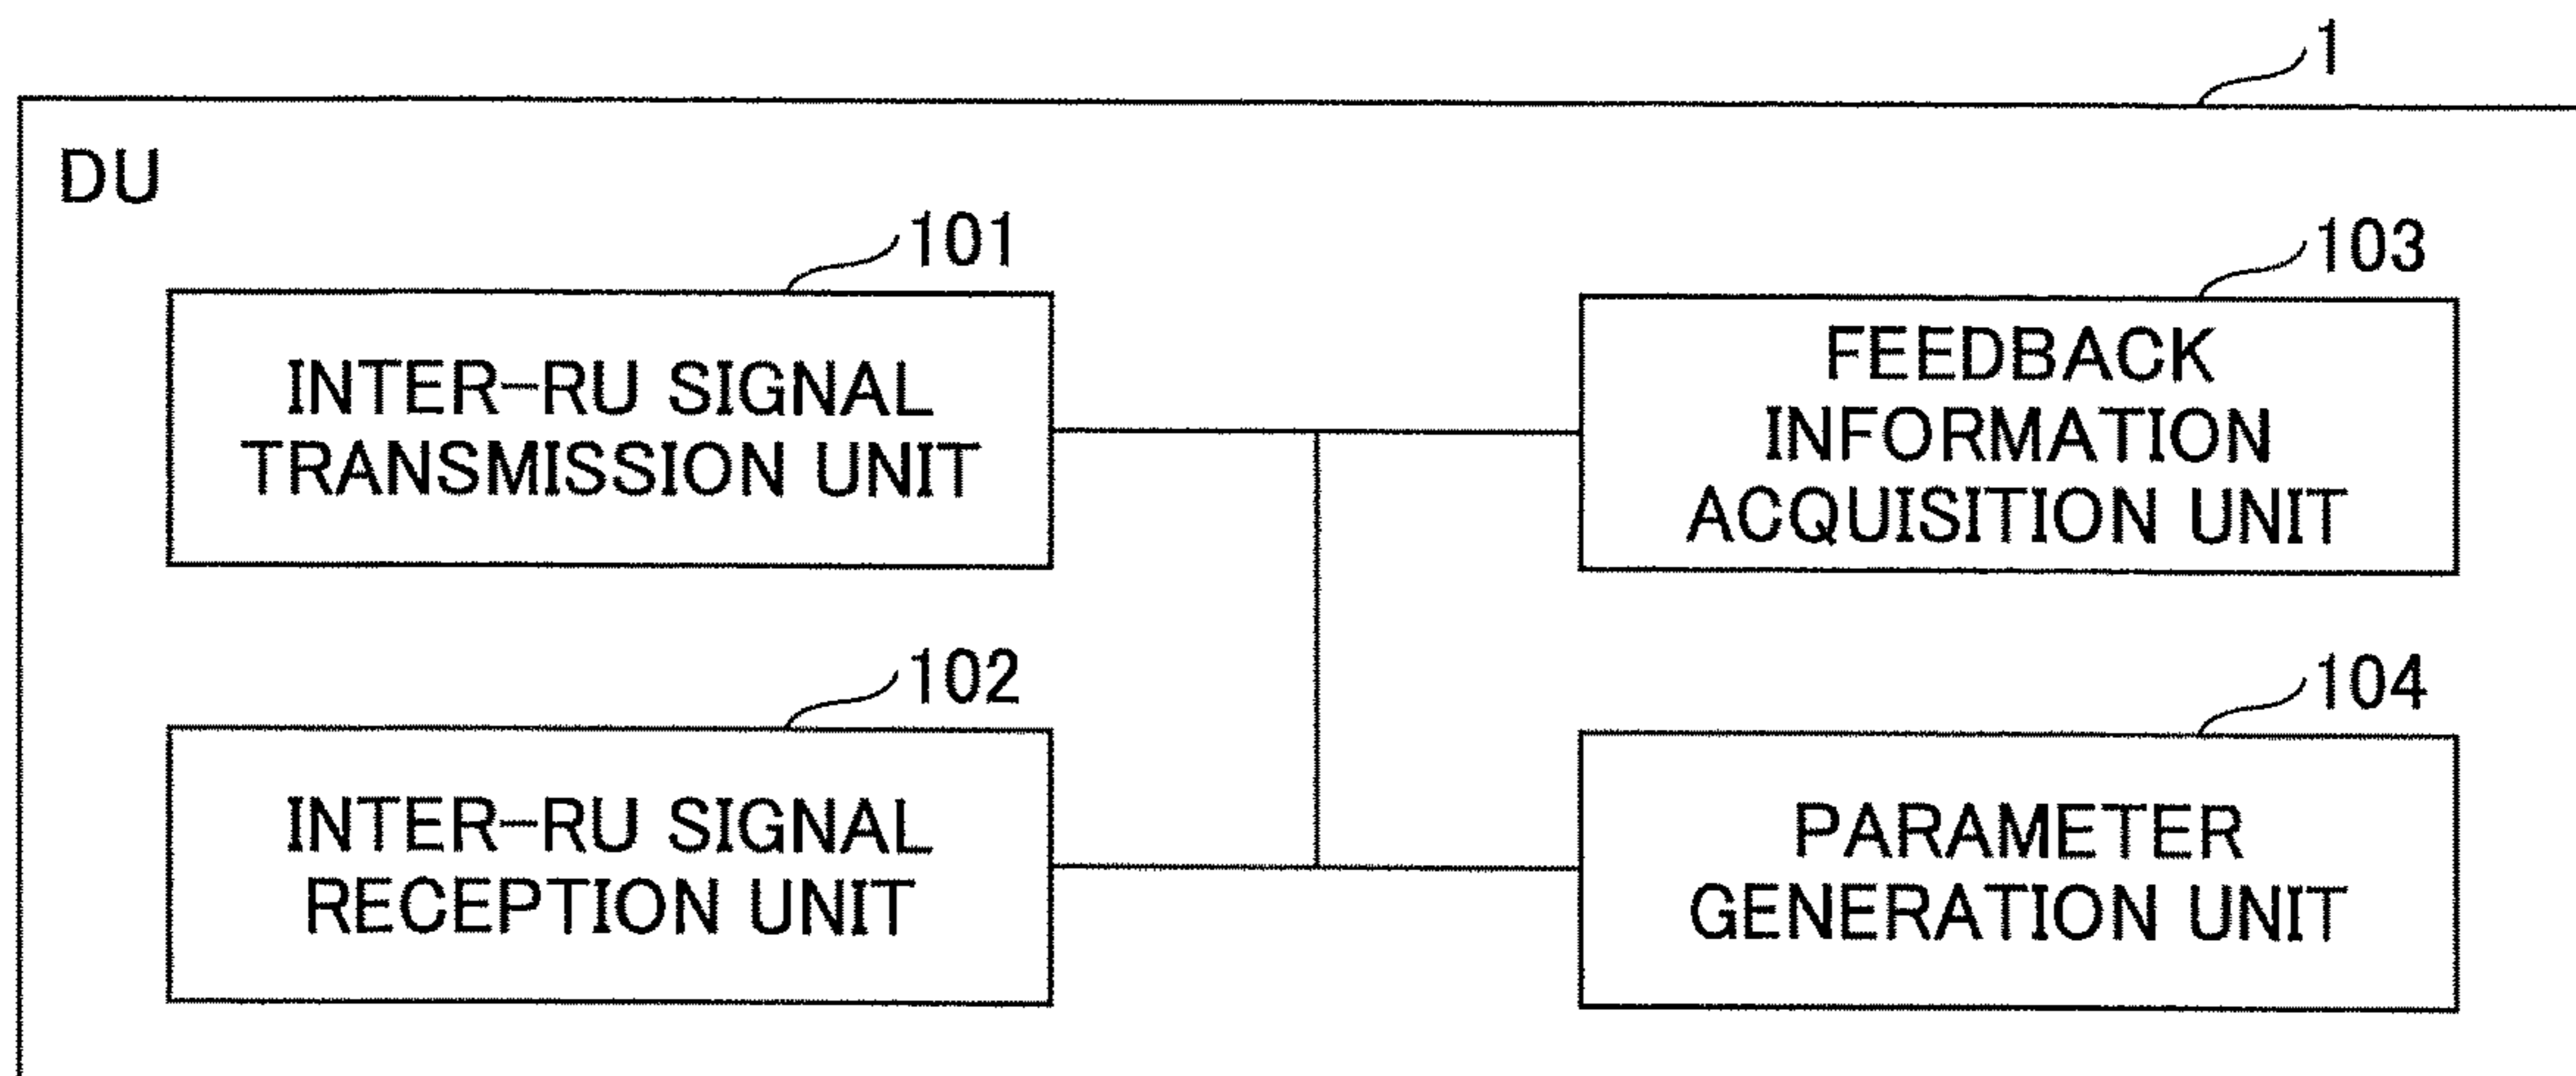 1
DU
101
INTER-RU SIGNAL
TRANSMISSION UNIT
103
FEEDBACK
INFORMATION
ACQUISITION UNIT
102
INTER-RU SIGNAL
RECEPTION UNIT
104
PARAMETER
GENERATION UNIT